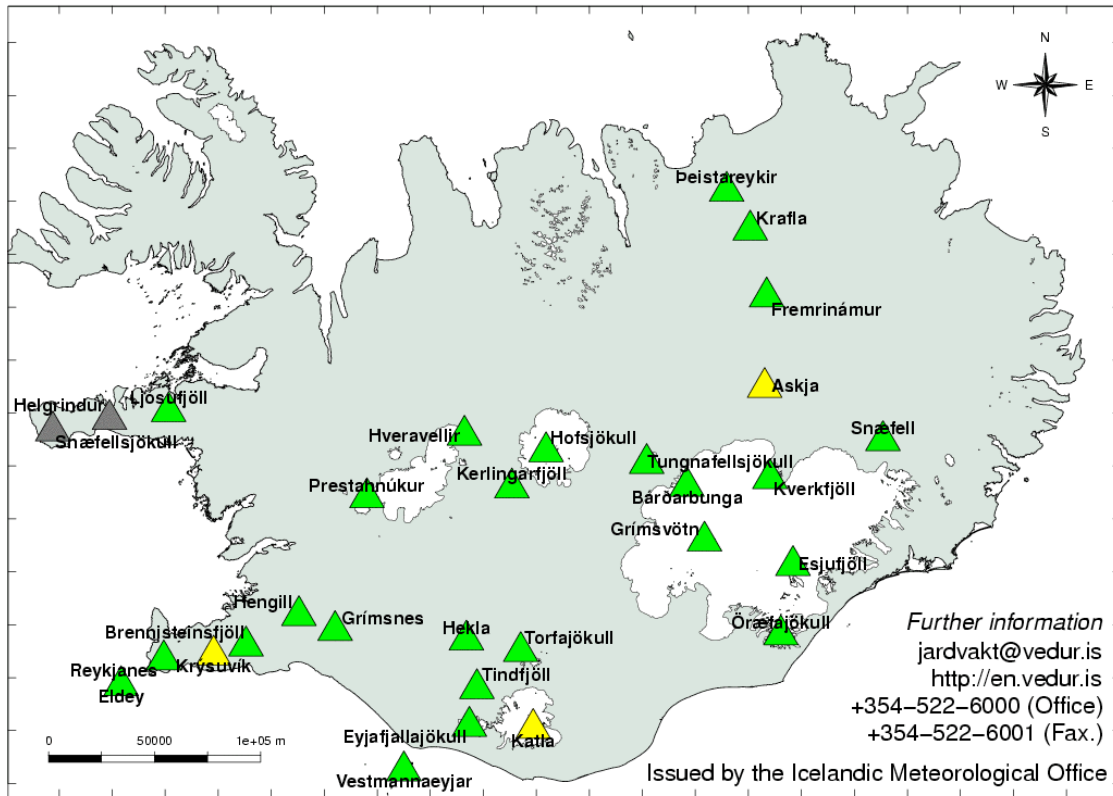 N
W E
S
Þeistareykir
Krafla
Fremrinámur
Askja
Helgrindur
Ljósufjöll
Snæfellsjökull
Hveravellir
Hofsjökull
Snæfell
Prestahnúkur
Kerlingarfjöll
Tungnafellsjökull
Bárðarbunga
Kverkfjöll
Grímsvötn
Esjufjöll
Hengill
Grímsnes
Hekla
Torfajökull
Öræfajökull
Brennisteinsfjöll
Reykjanes
Krýsuvík
Eldey
Tindfjöll
Eyjafjallajökull
Katla
Vestmannaeyjar
0 50000 1e+05 m
Further information
jardvakt@vedur.is
http://en.vedur.is
+354−522−6000 (Office)
+354−522−6001 (Fax.)
Issued by the Icelandic Meteorological Office